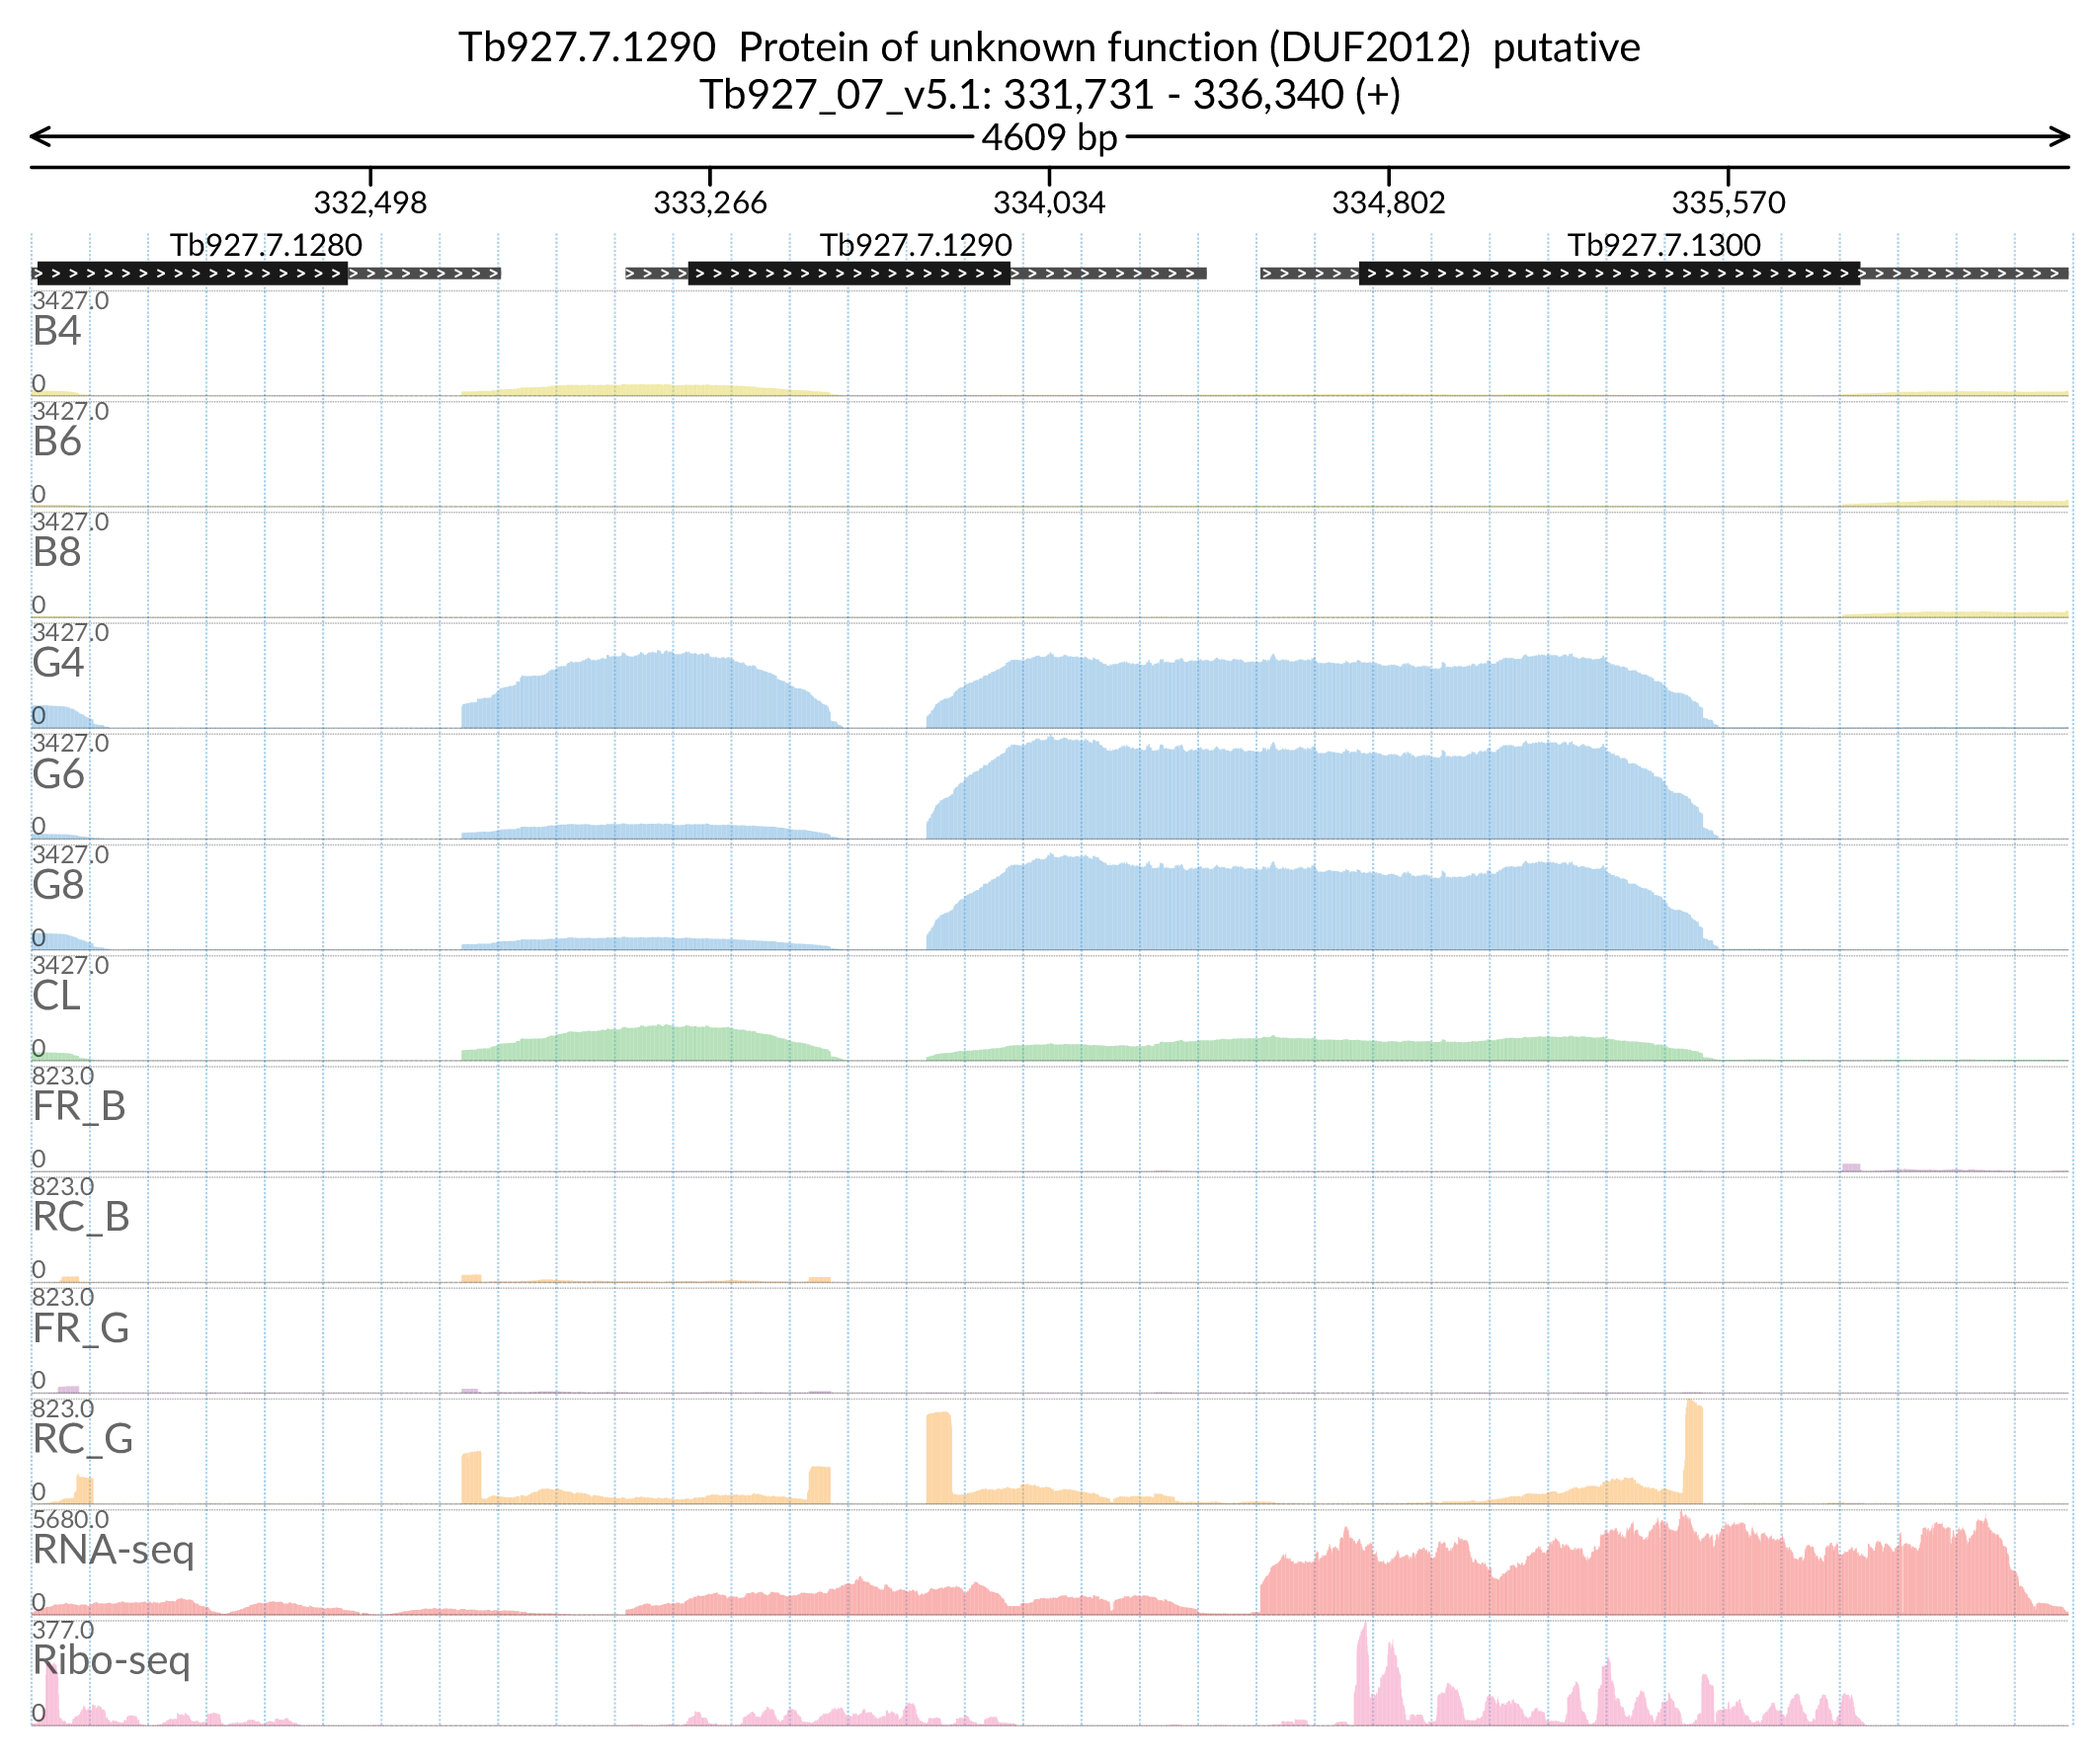 Tb927.7.1290  Protein of unknown function (DUF2012)  putative
Tb927_07_v5.1: 331,731 - 336,340 (+)
4609 bp
332,498 333,266 334,034 334,802 335,570
Tb927.7.1280 Tb927.7.1290 Tb927.7.1300
3427.0
B4
0
3427.0
B6
0
3427.0
B8
0
3427.0
G4
0
3427.0
G6
0
3427.0
G8
0
3427.0
CL
0
823.0
FR_B
0
823.0
RC_B
0
823.0
FR_G
0
823.0
RC_G
0
5680.0
RNA-seq
0
377.0
Ribo-seq
0